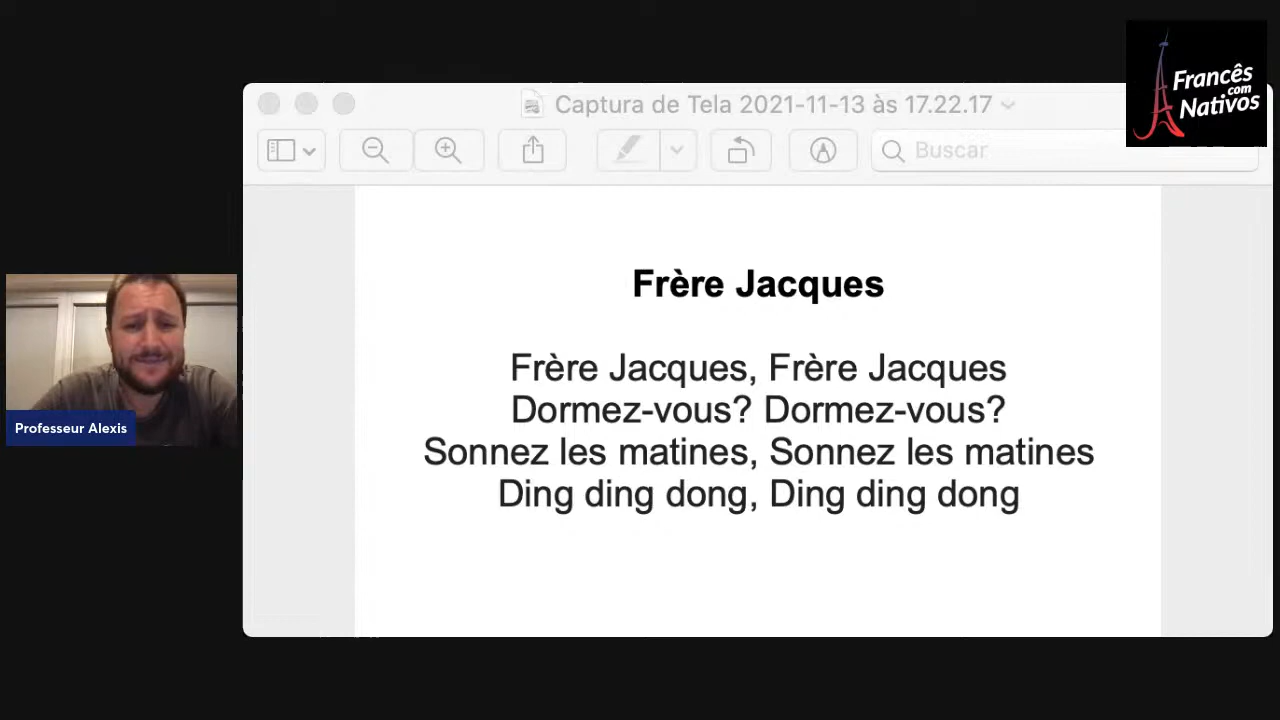 Francês
com
Nativos
Captura de Tela 2021-11-13 às 17.22.17
Buscar
Frère Jacques
Frère Jacques, Frère Jacques
Dormez-vous? Dormez-vous?
Sonnez les matines, Sonnez les matines
Ding ding dong, Ding ding dong
Professeur Alexis